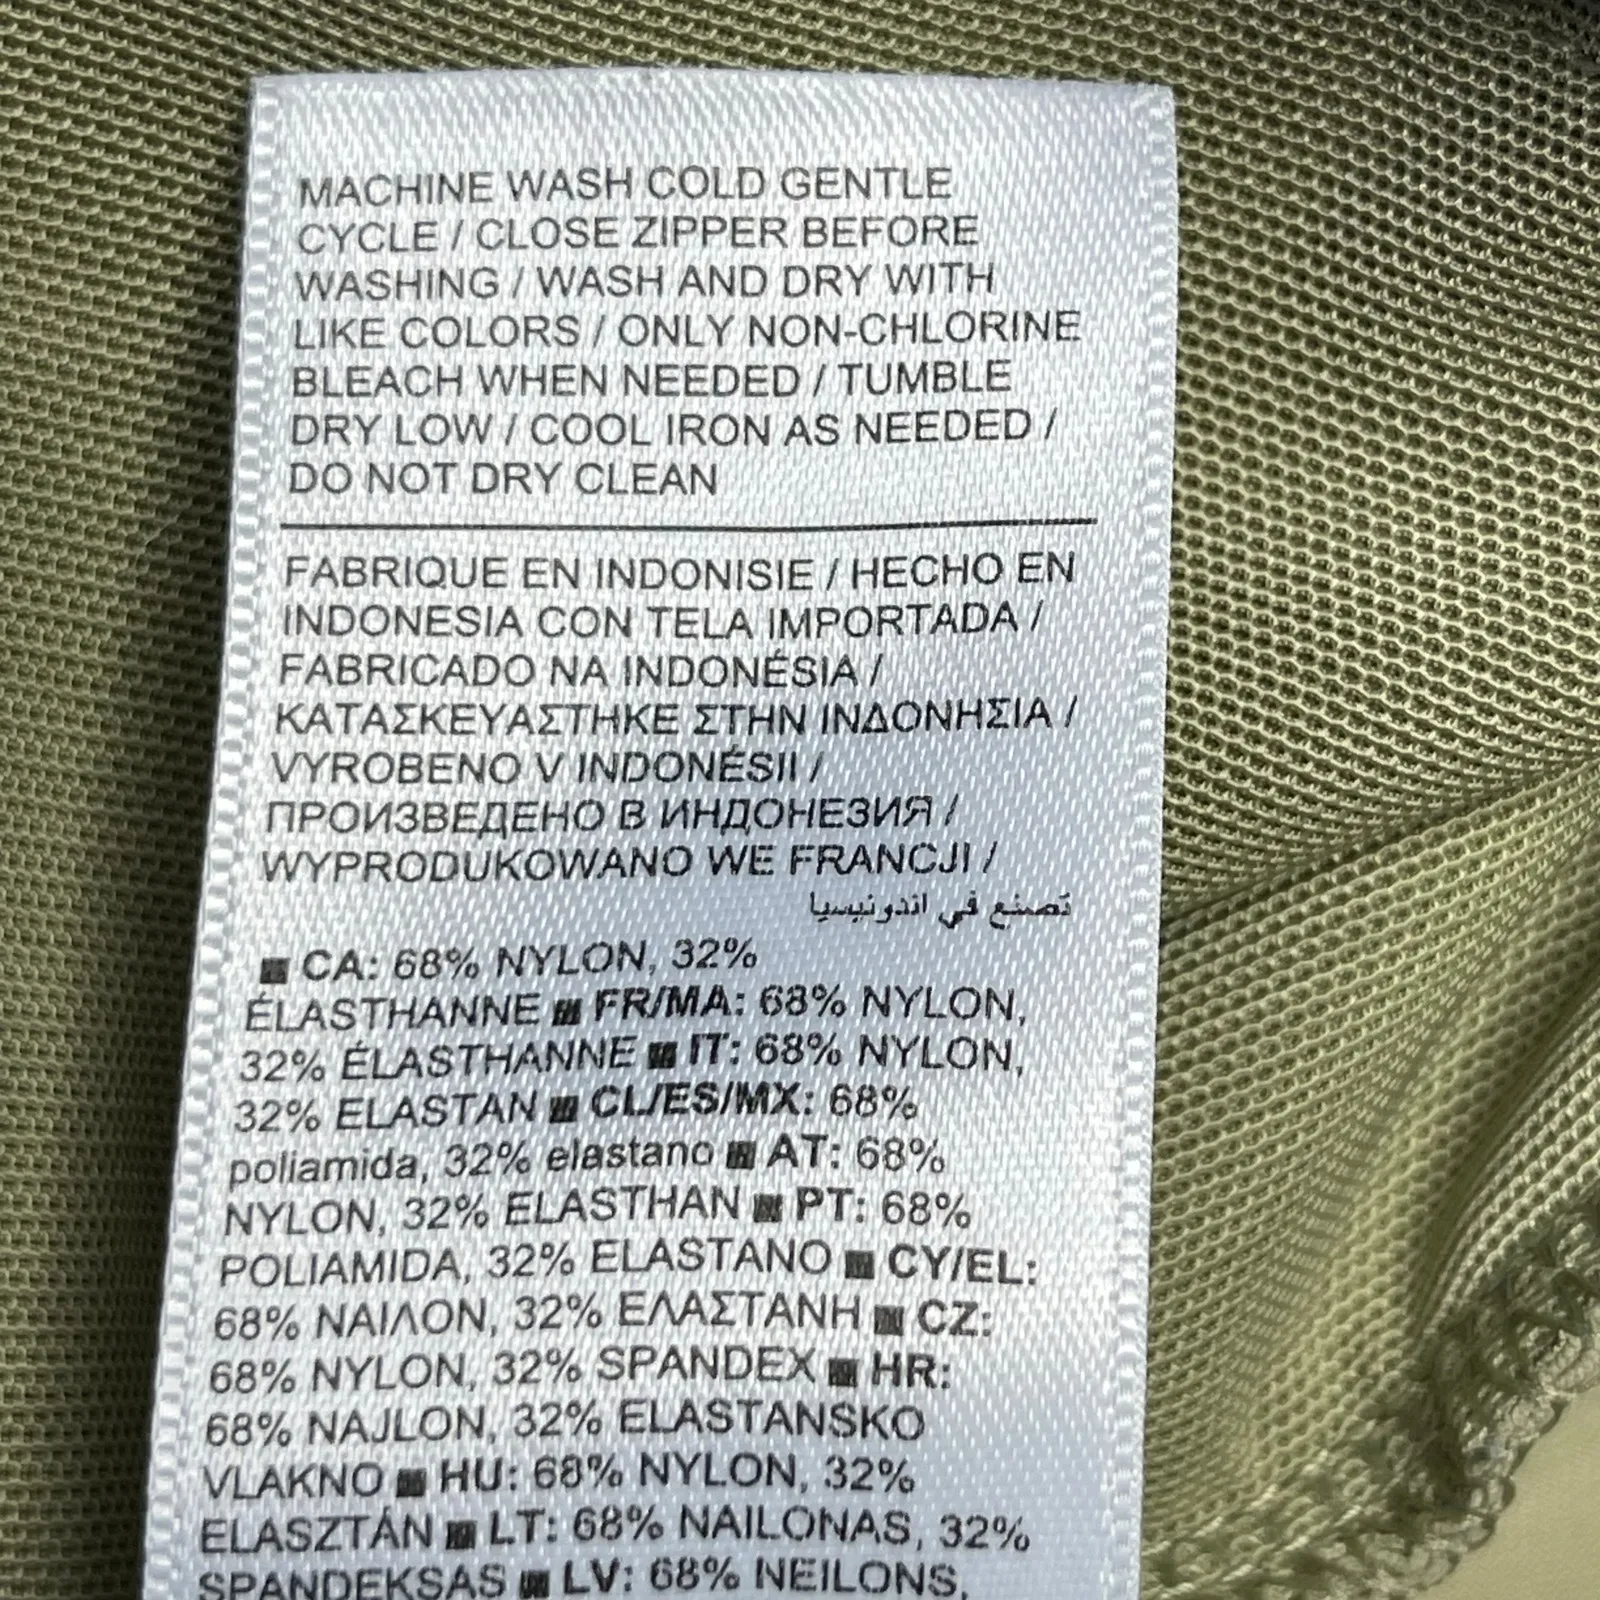 MACHINE WASH COLD GENTLE
CYCLE / CLOSE ZIPPER BEFORE
WASHING / WASH AND DRY WITH
LIKE COLORS / ONLY NON-CHLORINE
BLEACH WHEN NEEDED / TUMBLE
DRY LOW / COOL IRON AS NEEDED /
DO NOT DRY CLEAN
FABRIQUE EN INDONISIE / HECHO EN
INDONESIA CON TELA IMPORTADA /
FABRICADO NA INDONÉSIA /
ΚΑΤΑΣΚΕΥΑΣΤΗΚΕ ΣΤΗΝ ΙΝΔΟΝΗΣΙΑ /
VYROBENO V INDONÉSII /
ПРОИЗВЕДЕНО В ИНДОНЕЗИЯ /
WYPRODUKOWANO WE FRANCJI /
تصنع في اندونيسيا
■ CA: 68% NYLON, 32%
ÉLASTHANNE ■ FR/MA: 68% NYLON,
32% ÉLASTHANNE ■ IT: 68% NYLON,
32% ELASTAN ■ CL/ES/MX: 68%
poliamida, 32% elastano ■ AT: 68%
NYLON, 32% ELASTHAN ■ PT: 68%
POLIAMIDA, 32% ELASTANO ■ CY/EL:
68% ΝΑΙΛΟΝ, 32% ΕΛΑΣΤΑΝΗ ■ CZ:
68% NYLON, 32% SPANDEX ■ HR:
68% NAJLON, 32% ELASTANSKO
VLAKNO ■ HU: 68% NYLON, 32%
ELASZTÁN ■ LT: 68% NAILONAS, 32%
SPANDEKSAS ■ LV: 68% NEILONS,